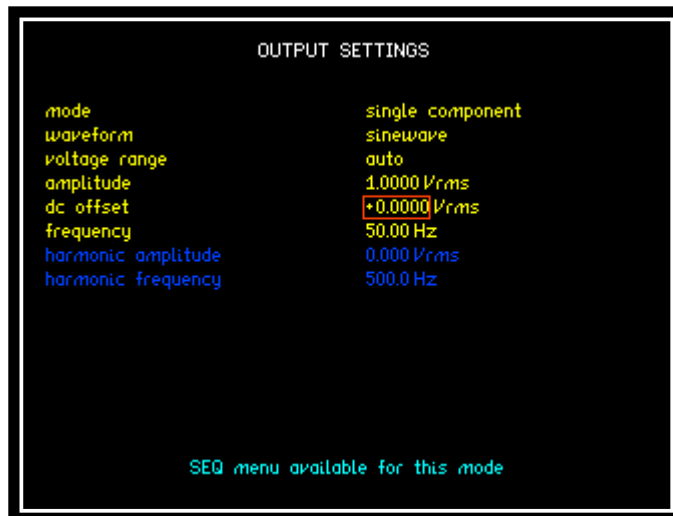 OUTPUT SETTINGS
mode single component
waveform sinewave
voltage range auto
amplitude 1.0000 Vrms
dc offset +0.0000 Vrms
frequency 50.00 Hz
harmonic amplitude 0.000 Vrms
harmonic frequency 500.0 Hz
SEQ menu available for this mode